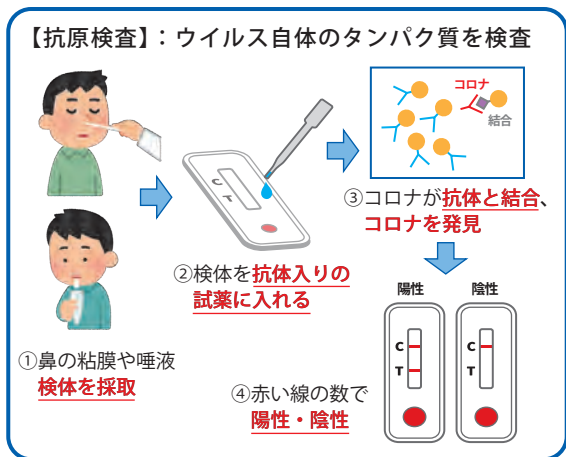 【抗原検査】：ウイルス自体のタンパク質を検査
①鼻の粘膜や唾液
検体を採取
C T
②検体を抗体入りの
試薬に入れる
コロナ
結合
③コロナが抗体と結合、
コロナを発見
陽性
C
T
陰性
C
T
④赤い線の数で
陽性・陰性